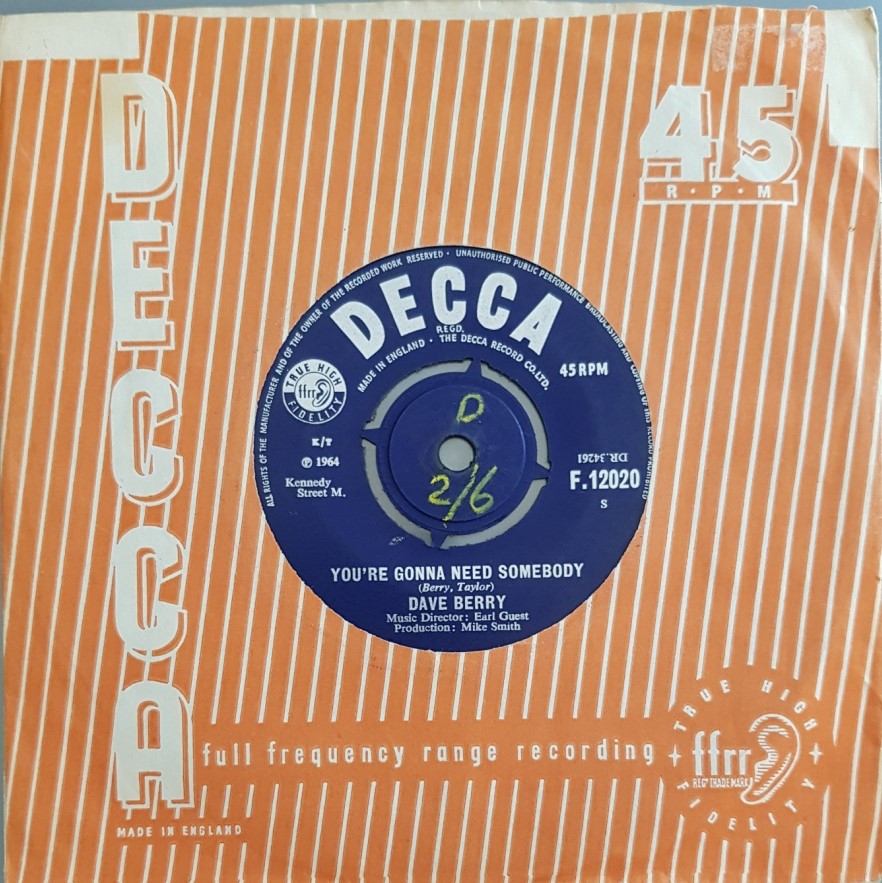 DECCA
45
R·P·M
ALL RIGHTS OF THE MANUFACTURER AND OF THE OWNER OF THE RECORDED WORK RESERVED · UNAUTHORISED PUBLIC PERFORMANCE BROADCASTING AND COPYING OF THIS RECORD PROHIBITED
DECCA
REGD.
MADE IN ENGLAND · THE DECCA RECORD CO. LTD.
TRUE HIGH
ffrr
FIDELITY
45 RPM
K/T
℗ 1964
Kennedy
Street M.
DR.34261
F.12020
S
D
2/6
YOU'RE GONNA NEED SOMEBODY
(Berry, Taylor)
DAVE BERRY
Music Director: Earl Guest
Production: Mike Smith
full frequency range recording
TRUE HIGH
ffrr
REGD TRADE MARK
FIDELITY
MADE IN ENGLAND